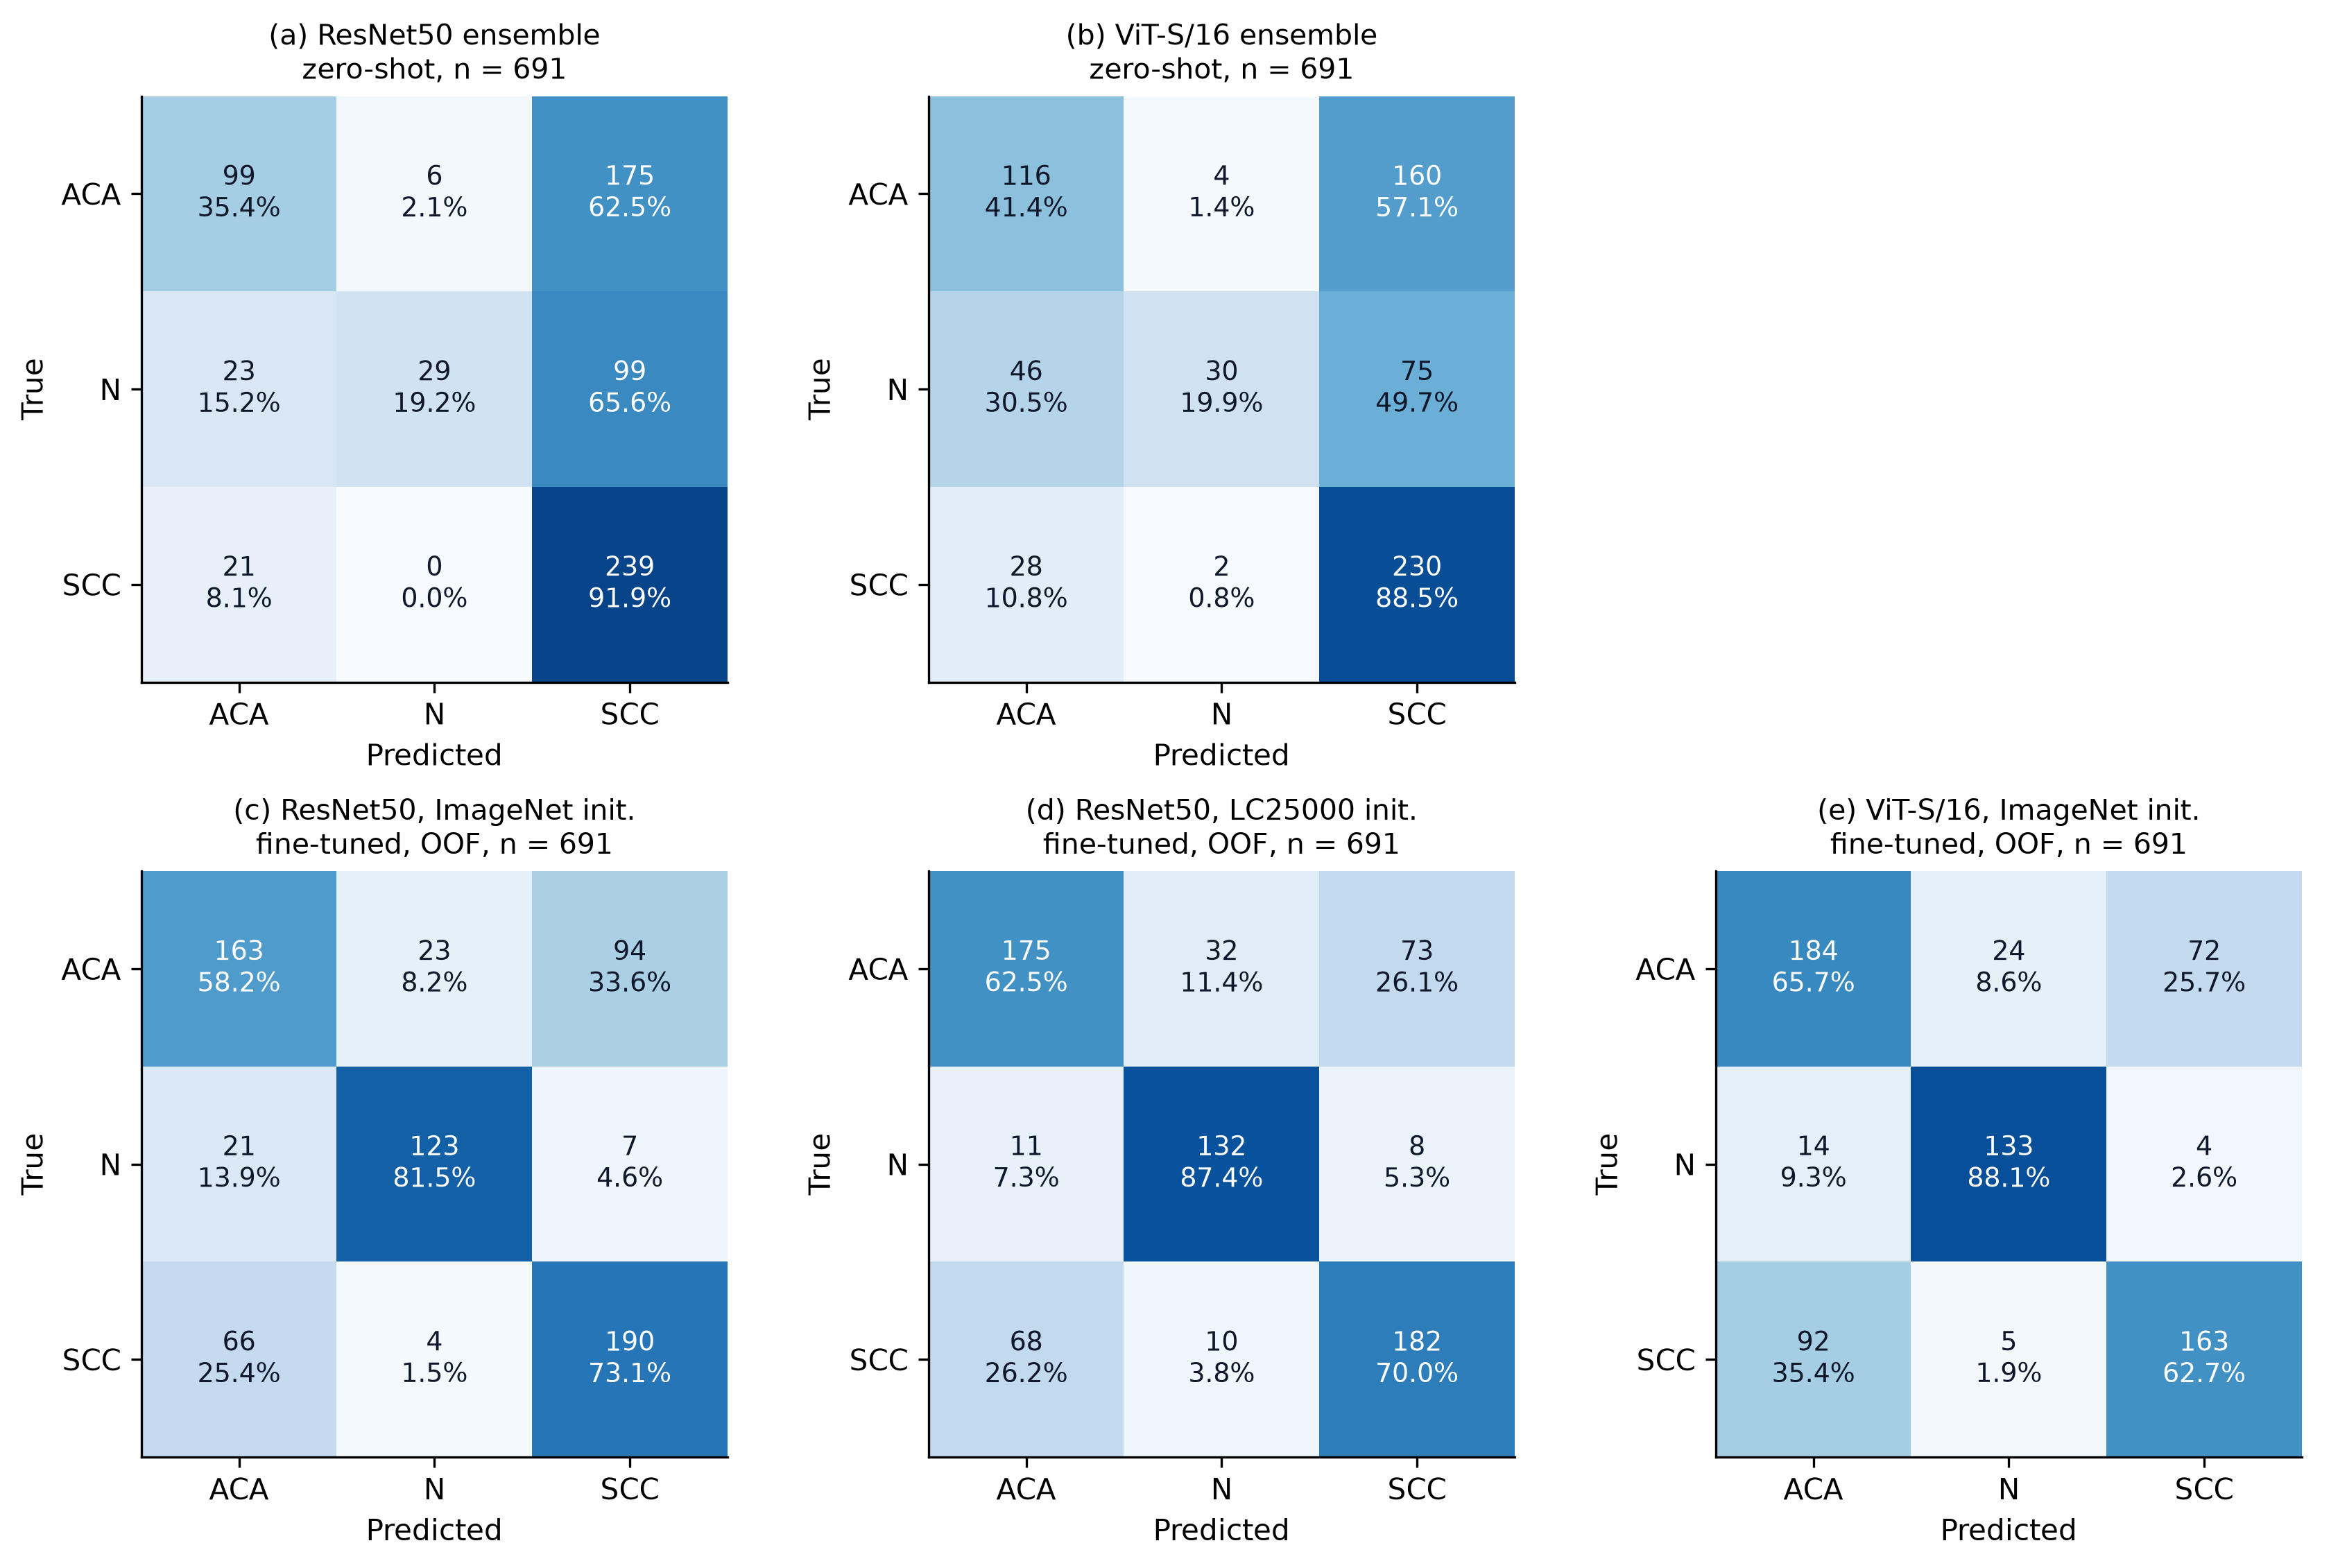 (a) ResNet50 ensemble
zero-shot, n = 691
True
ACA
99
35.4%
6
2.1%
175
62.5%
N
23
15.2%
29
19.2%
99
65.6%
SCC
21
8.1%
0
0.0%
239
91.9%
ACA
N
SCC
Predicted
(b) ViT-S/16 ensemble
zero-shot, n = 691
True
ACA
116
41.4%
4
1.4%
160
57.1%
N
46
30.5%
30
19.9%
75
49.7%
SCC
28
10.8%
2
0.8%
230
88.5%
ACA
N
SCC
Predicted
(c) ResNet50, ImageNet init.
fine-tuned, OOF, n = 691
True
ACA
163
58.2%
23
8.2%
94
33.6%
N
21
13.9%
123
81.5%
7
4.6%
SCC
66
25.4%
4
1.5%
190
73.1%
ACA
N
SCC
Predicted
(d) ResNet50, LC25000 init.
fine-tuned, OOF, n = 691
True
ACA
175
62.5%
32
11.4%
73
26.1%
N
11
7.3%
132
87.4%
8
5.3%
SCC
68
26.2%
10
3.8%
182
70.0%
ACA
N
SCC
Predicted
(e) ViT-S/16, ImageNet init.
fine-tuned, OOF, n = 691
True
ACA
184
65.7%
24
8.6%
72
25.7%
N
14
9.3%
133
88.1%
4
2.6%
SCC
92
35.4%
5
1.9%
163
62.7%
ACA
N
SCC
Predicted